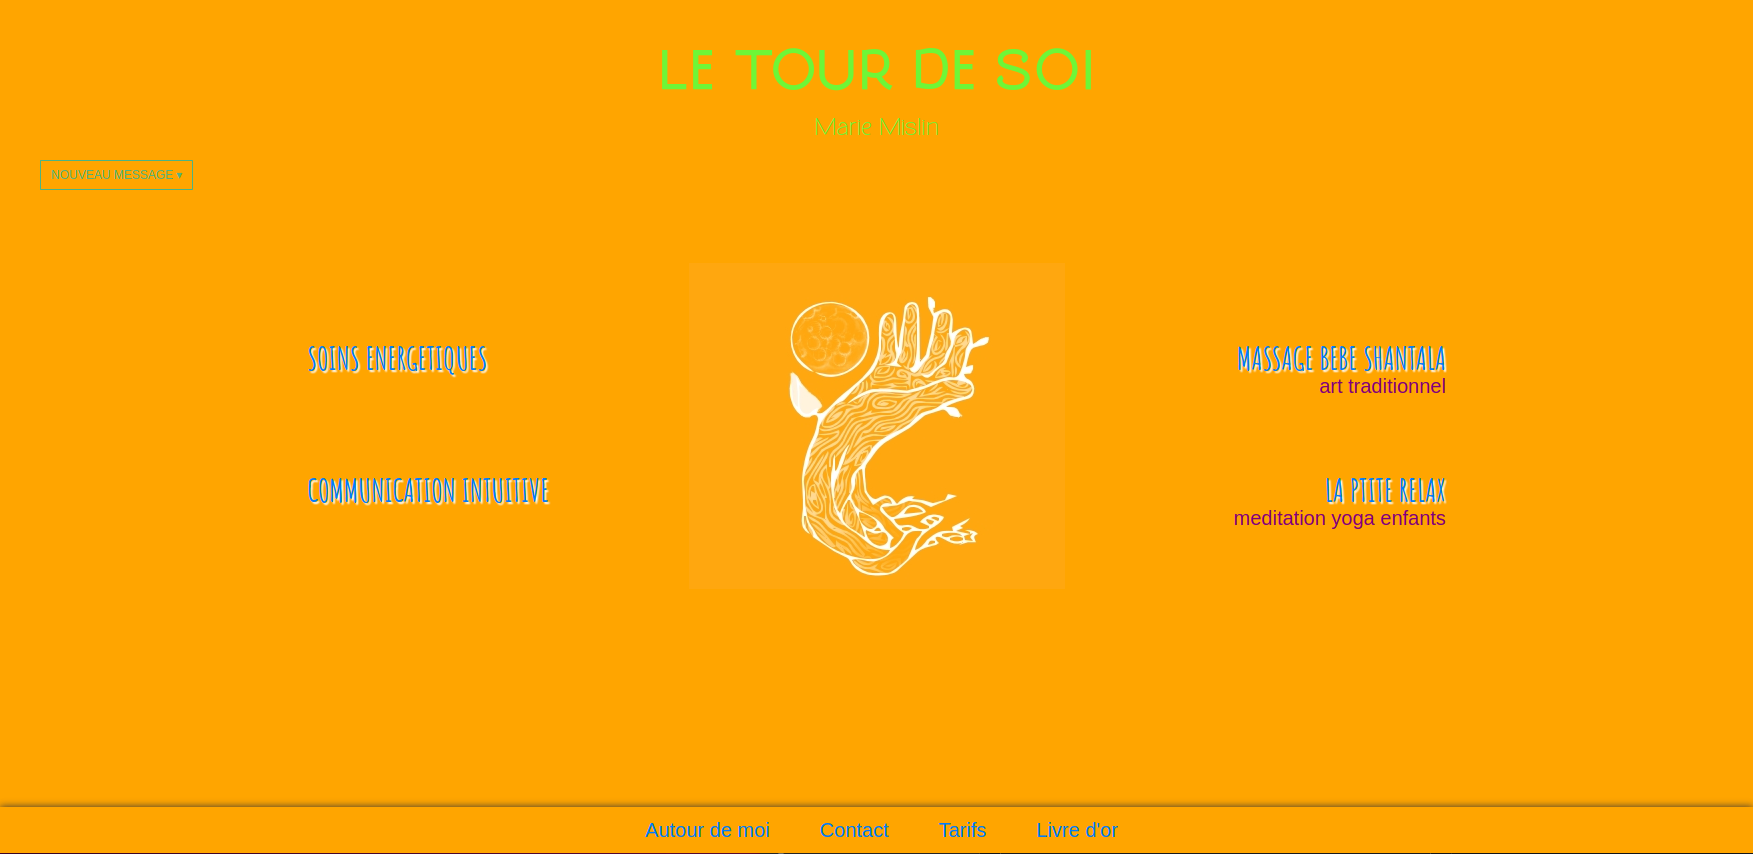 LE TOUR DE SOI
Marie Mislin
NOUVEAU MESSAGE ▾
SOINS ENERGETIQUES
COMMUNICATION INTUITIVE
MASSAGE BEBE SHANTALA
art traditionnel
LA PTITE RELAX
meditation yoga enfants
Autour de moi
Contact
Tarifs
Livre d'or